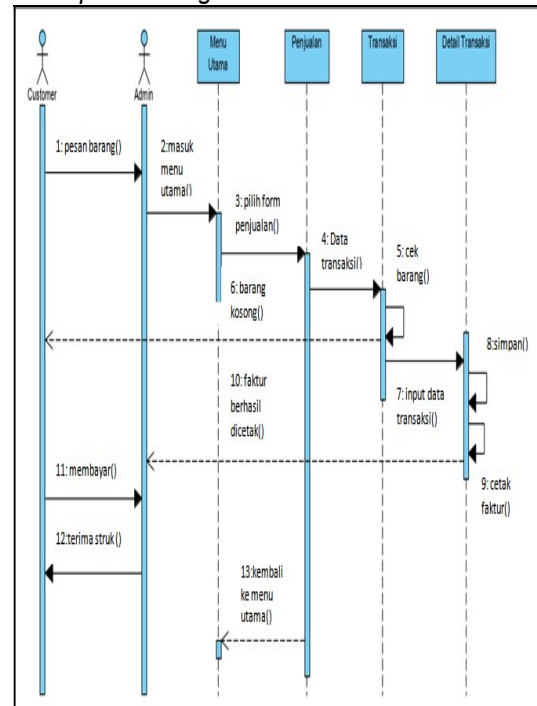 Menu
Utama
Penjualan
Transaksi
Detail Transaksi
Customer
Admin
1: pesan barang()
2:masuk
menu
utama()
3: pilih form
penjualan()
4: Data
transaksi()
5: cek
barang()
6: barang
kosong()
8:simpan()
10: faktur
berhasil
dicetak()
7: input data
transaksi()
11: membayar()
9: cetak
faktur()
12:terima struk()
13:kembali
ke menu
utama()